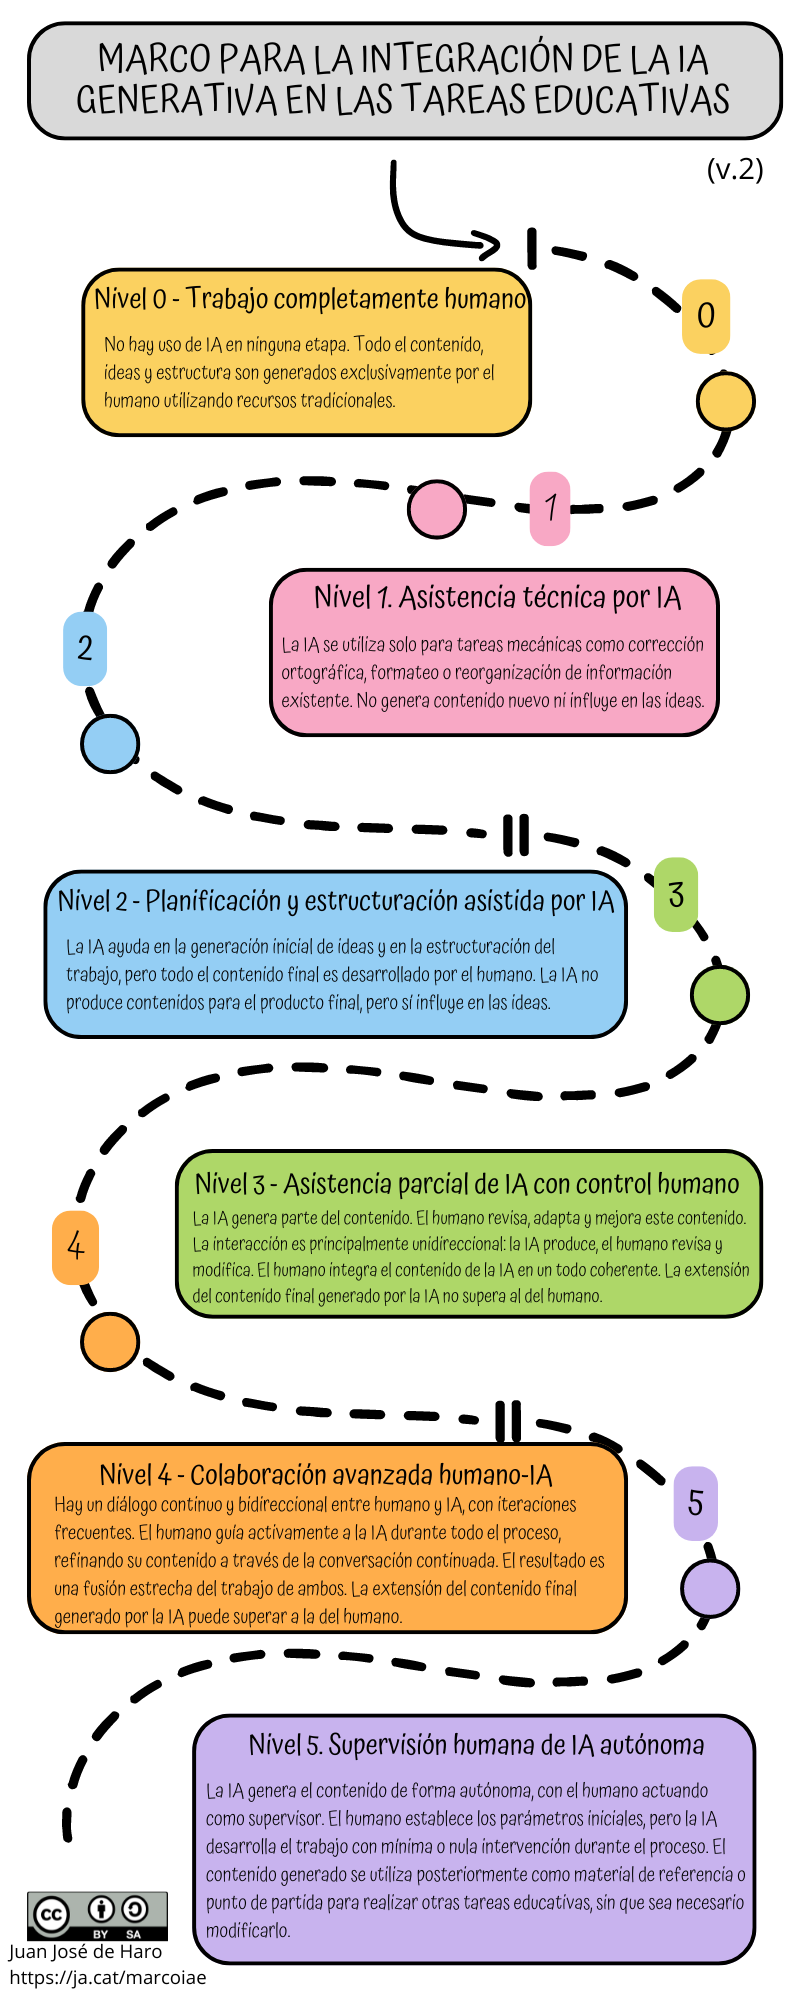 MARCO PARA LA INTEGRACIÓN DE LA IA
GENERATIVA EN LAS TAREAS EDUCATIVAS
(v.2)
0
Nivel 0 - Trabajo completamente humano
No hay uso de IA en ninguna etapa. Todo el contenido,
ideas y estructura son generados exclusivamente por el
humano utilizando recursos tradicionales.
1
Nivel 1. Asistencia técnica por IA
La IA se utiliza solo para tareas mecánicas como corrección
ortográfica, formateo o reorganización de información
existente. No genera contenido nuevo ni influye en las ideas.
2
Nivel 2 - Planificación y estructuración asistida por IA
La IA ayuda en la generación inicial de ideas y en la estructuración del
trabajo, pero todo el contenido final es desarrollado por el humano. La IA no
produce contenidos para el producto final, pero sí influye en las ideas.
3
Nivel 3 - Asistencia parcial de IA con control humano
La IA genera parte del contenido. El humano revisa, adapta y mejora este contenido.
La interacción es principalmente unidireccional: la IA produce, el humano revisa y
modifica. El humano integra el contenido de la IA en un todo coherente. La extensión
del contenido final generado por la IA no supera al del humano.
4
Nivel 4 - Colaboración avanzada humano-IA
Hay un diálogo continuo y bidireccional entre humano y IA, con iteraciones
frecuentes. El humano guía activamente a la IA durante todo el proceso,
refinando su contenido a través de la conversación continuada. El resultado es
una fusión estrecha del trabajo de ambos. La extensión del contenido final
generado por la IA puede superar a la del humano.
5
Nivel 5. Supervisión humana de IA autónoma
La IA genera el contenido de forma autónoma, con el humano actuando
como supervisor. El humano establece los parámetros iniciales, pero la IA
desarrolla el trabajo con mínima o nula intervención durante el proceso. El
contenido generado se utiliza posteriormente como material de referencia o
punto de partida para realizar otras tareas educativas, sin que sea necesario
modificarlo.
cc
BY SA
Juan José de Haro
https://ja.cat/marcoiae